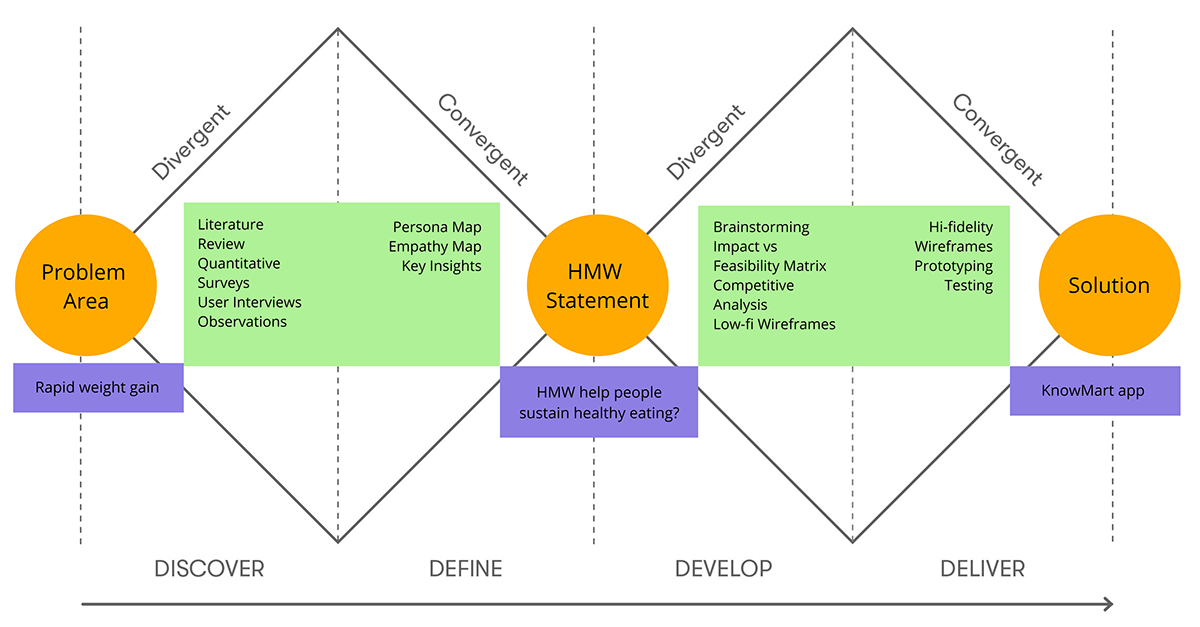 Divergent
Convergent
Divergent
Convergent
Problem
Area
Literature
Review
Quantitative
Surveys
User Interviews
Observations
Persona Map
Empathy Map
Key Insights
HMW
Statement
Brainstorming
Impact vs
Feasibility Matrix
Competitive
Analysis
Low-fi Wireframes
Hi-fidelity
Wireframes
Prototyping
Testing
Solution
Rapid weight gain
HMW help people
sustain healthy eating?
KnowMart app
DISCOVER
DEFINE
DEVELOP
DELIVER